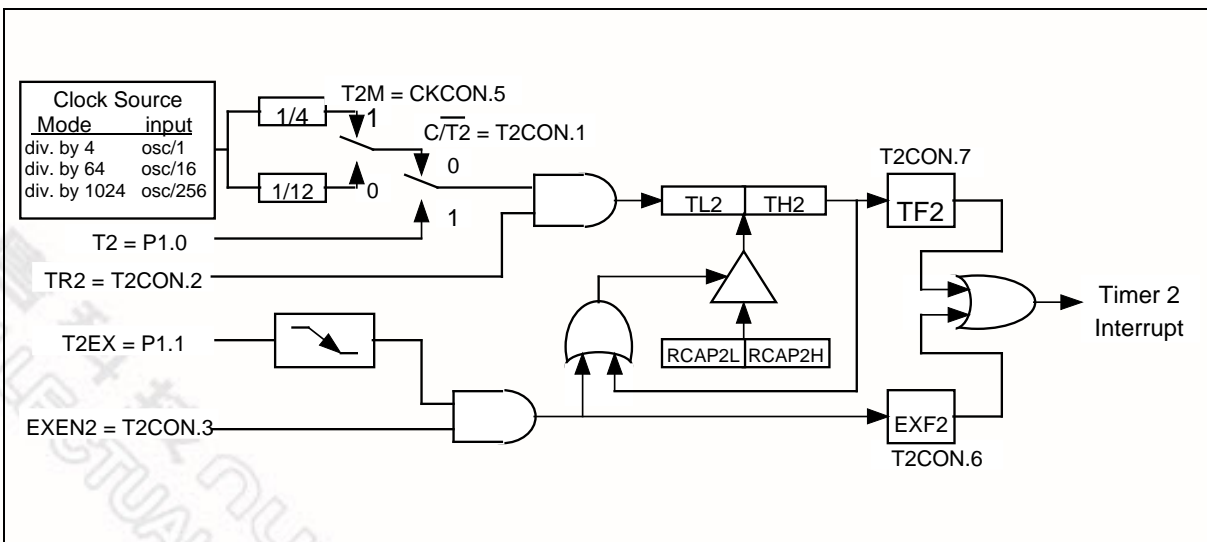 Clock Source
Mode input
div. by 4 osc/1
div. by 64 osc/16
div. by 1024 osc/256
1/4
1/12
T2M = CKCON.5
1
0
C/T2 = T2CON.1
0
1
T2 = P1.0
TR2 = T2CON.2
T2EX = P1.1
EXEN2 = T2CON.3
TL2 TH2
RCAP2L RCAP2H
T2CON.7
TF2
EXF2
T2CON.6
Timer 2
Interrupt